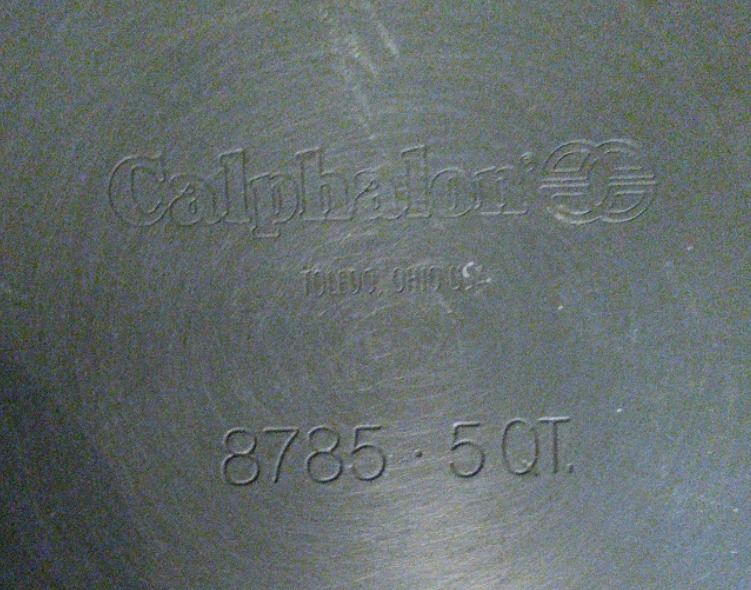 Calphalon®
TOLEDO, OHIO USA
8785 · 5 QT.